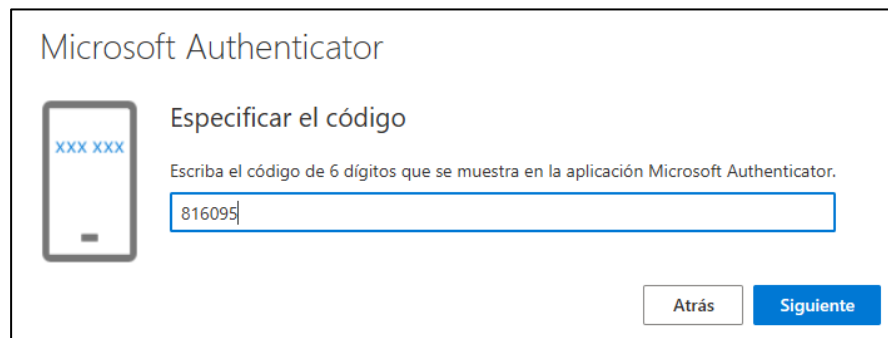 Microsoft Authenticator
Especificar el código
XXX XXX
Escriba el código de 6 dígitos que se muestra en la aplicación Microsoft Authenticator.
816095
Atrás
Siguiente